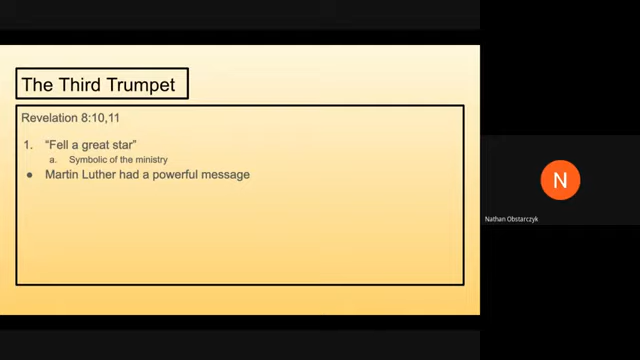 The Third Trumpet
Revelation 8:10,11
1. “Fell a great star”
a. Symbolic of the ministry
● Martin Luther had a powerful message
N
Nathan Obstarczyk